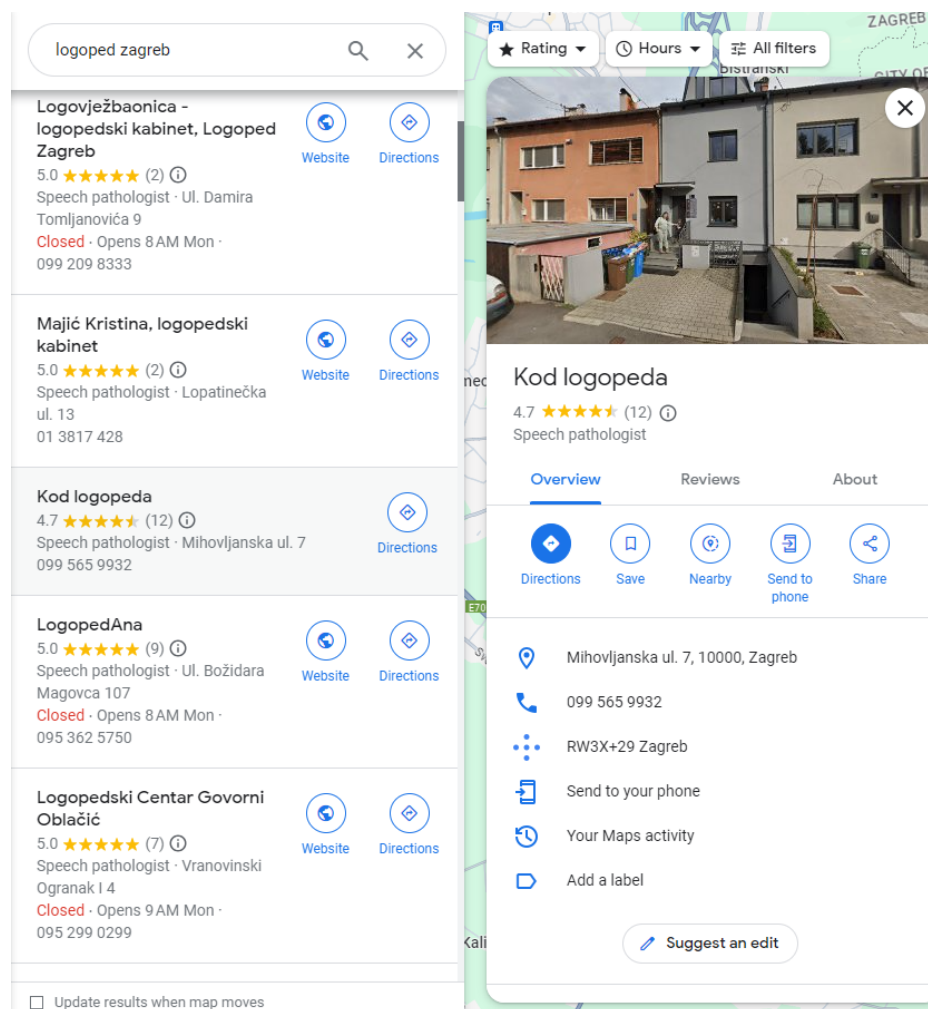 logoped zagreb
Logovježbaonica -
logopedski kabinet, Logoped
Zagreb
5.0 (2)
Speech pathologist · Ul. Damira
Tomljanovića 9
Closed · Opens 8 AM Mon ·
099 209 8333
Website
Directions
Majić Kristina, logopedski
kabinet
5.0 (2)
Speech pathologist · Lopatinečka
ul. 13
01 3817 428
Website
Directions
Kod logopeda
4.7 (12)
Speech pathologist · Mihovljanska ul. 7
099 565 9932
Directions
LogopedAna
5.0 (9)
Speech pathologist · Ul. Božidara
Magovca 107
Closed · Opens 8 AM Mon ·
095 362 5750
Website
Directions
Logopedski Centar Govorni
Oblačić
5.0 (7)
Speech pathologist · Vranovinski
Ogranak I 4
Closed · Opens 9 AM Mon ·
095 299 0299
Website
Directions
Update results when map moves
ZAGREB
Rating
Hours
All filters
CITY OF
Kod logopeda
4.7 (12)
Speech pathologist
Overview
Reviews
About
Directions
Save
Nearby
Send to
phone
Share
E70
Mihovljanska ul. 7, 10000, Zagreb
099 565 9932
RW3X+29 Zagreb
Send to your phone
Your Maps activity
Add a label
Suggest an edit